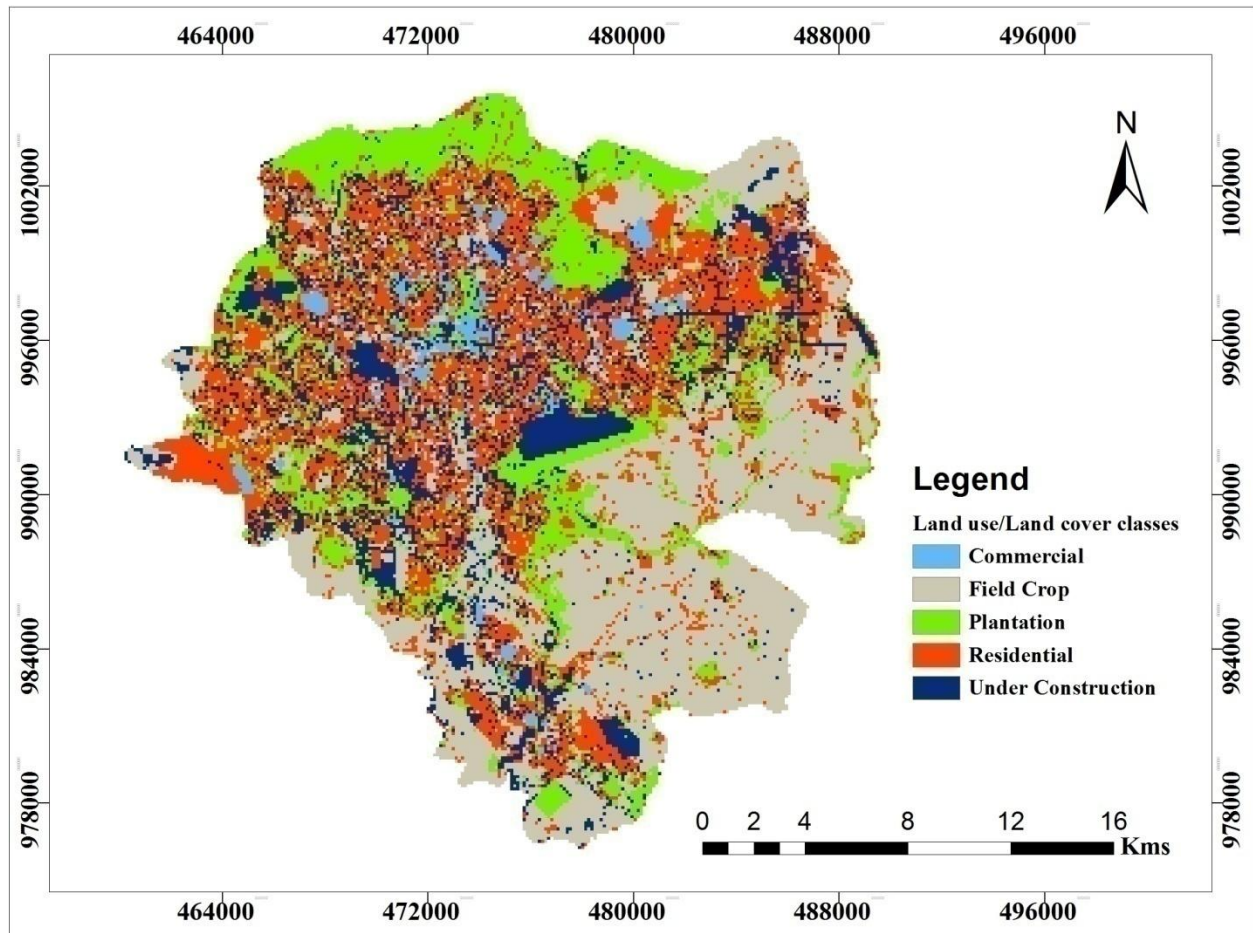 464000 472000 480000 488000 496000
N
1002000 1002000
996000 996000
990000 990000
984000 984000
978000 978000
Legend
Land use/Land cover classes
Commercial
Field Crop
Plantation
Residential
Under Construction
0 2 4 8 12 16
Kms
464000 472000 480000 488000 496000